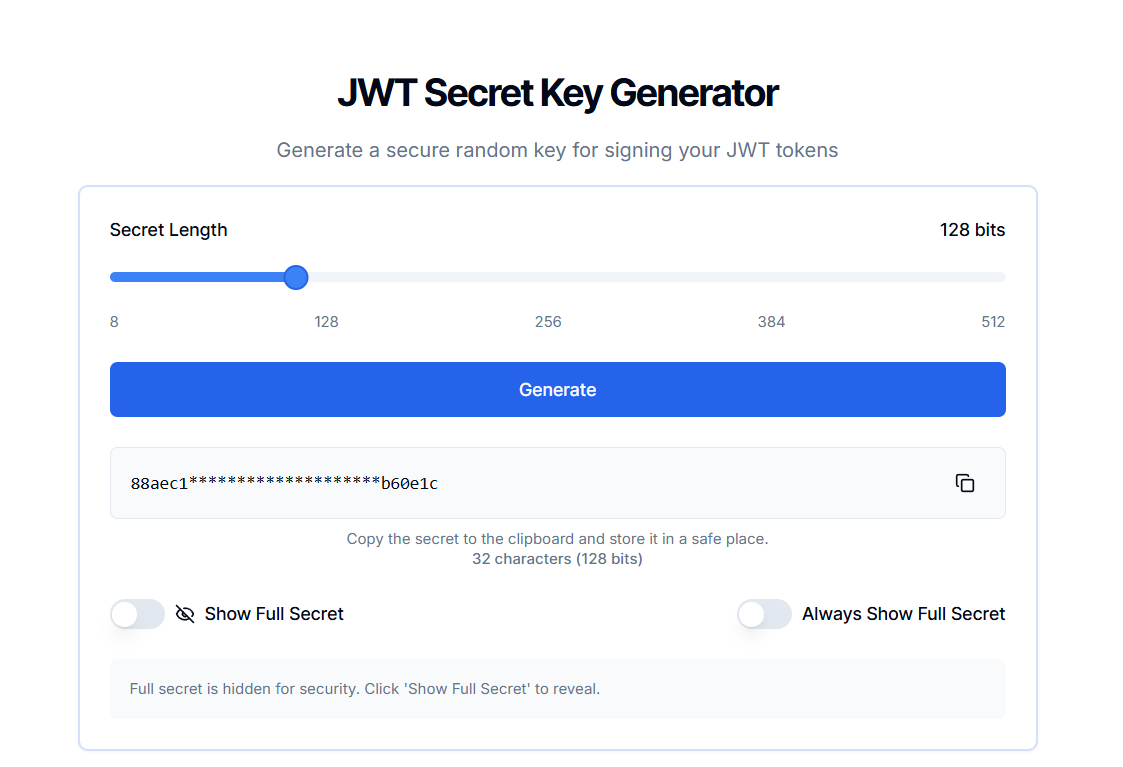 JWT Secret Key Generator
Generate a secure random key for signing your JWT tokens
Secret Length 128 bits
8 128 256 384 512
Generate
88aec1********************b60e1c
Copy the secret to the clipboard and store it in a safe place.
32 characters (128 bits)
Show Full Secret Always Show Full Secret
Full secret is hidden for security. Click 'Show Full Secret' to reveal.